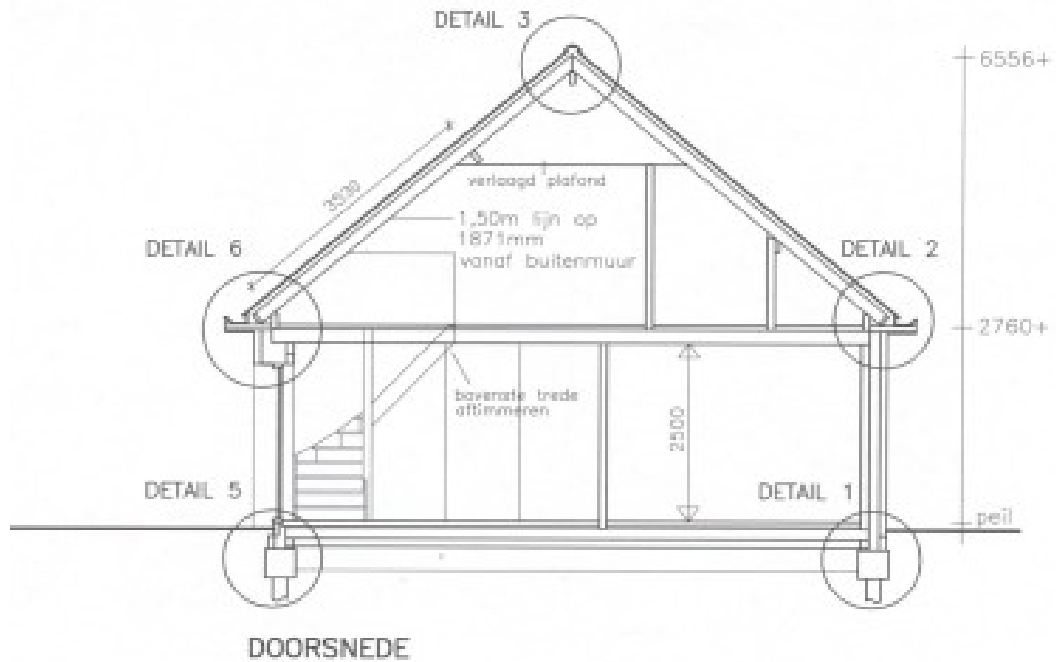 DETAIL 3
6556+
verlaagd plafond
3530
1,50m lijn op
1871mm
vanaf buitenmuur
DETAIL 6
DETAIL 2
2760+
bovenste trede
aftimmeren
2500
DETAIL 5
DETAIL 1
peil
DOORSNEDE